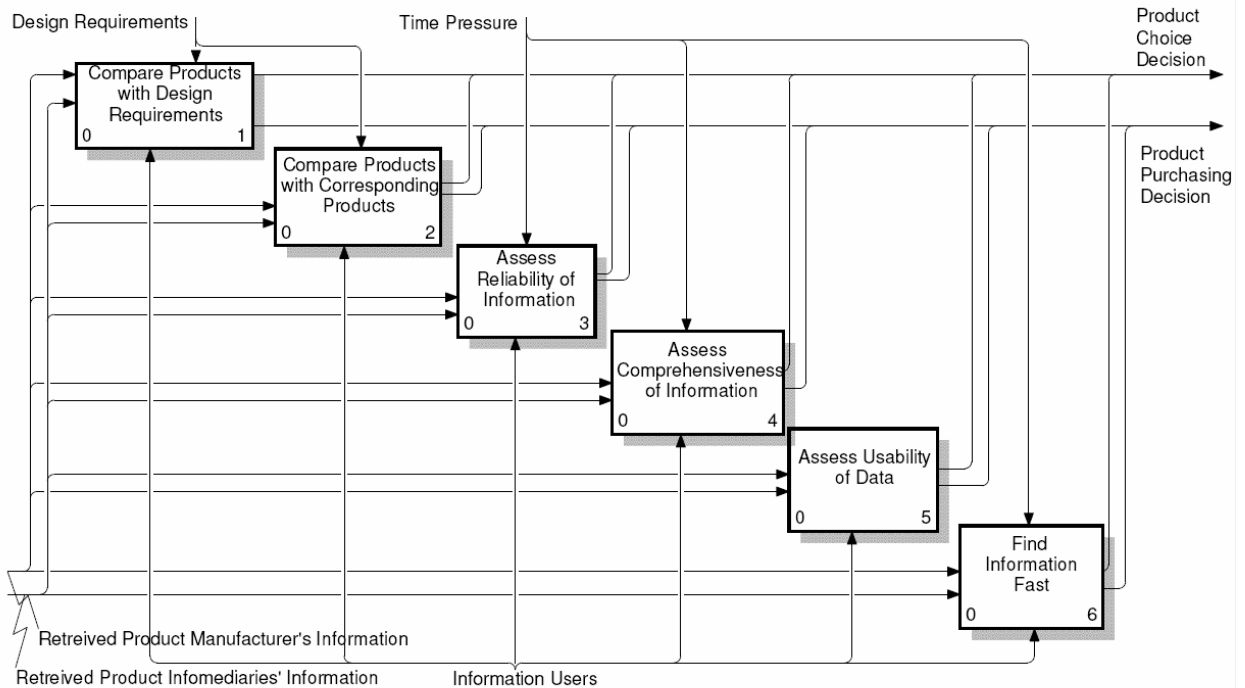 Design Requirements
Time Pressure
Product
Choice
Decision
Compare Products
with Design
Requirements
0 1
Product
Purchasing
Decision
Compare Products
with Corresponding
Products
0 2
Assess
Reliability of
Information
0 3
Assess
Comprehensiveness
of Information
0 4
Assess Usability
of Data
0 5
Find
Information
Fast
0 6
Retreived Product Manufacturer's Information
Retreived Product Infomediaries' Information
Information Users